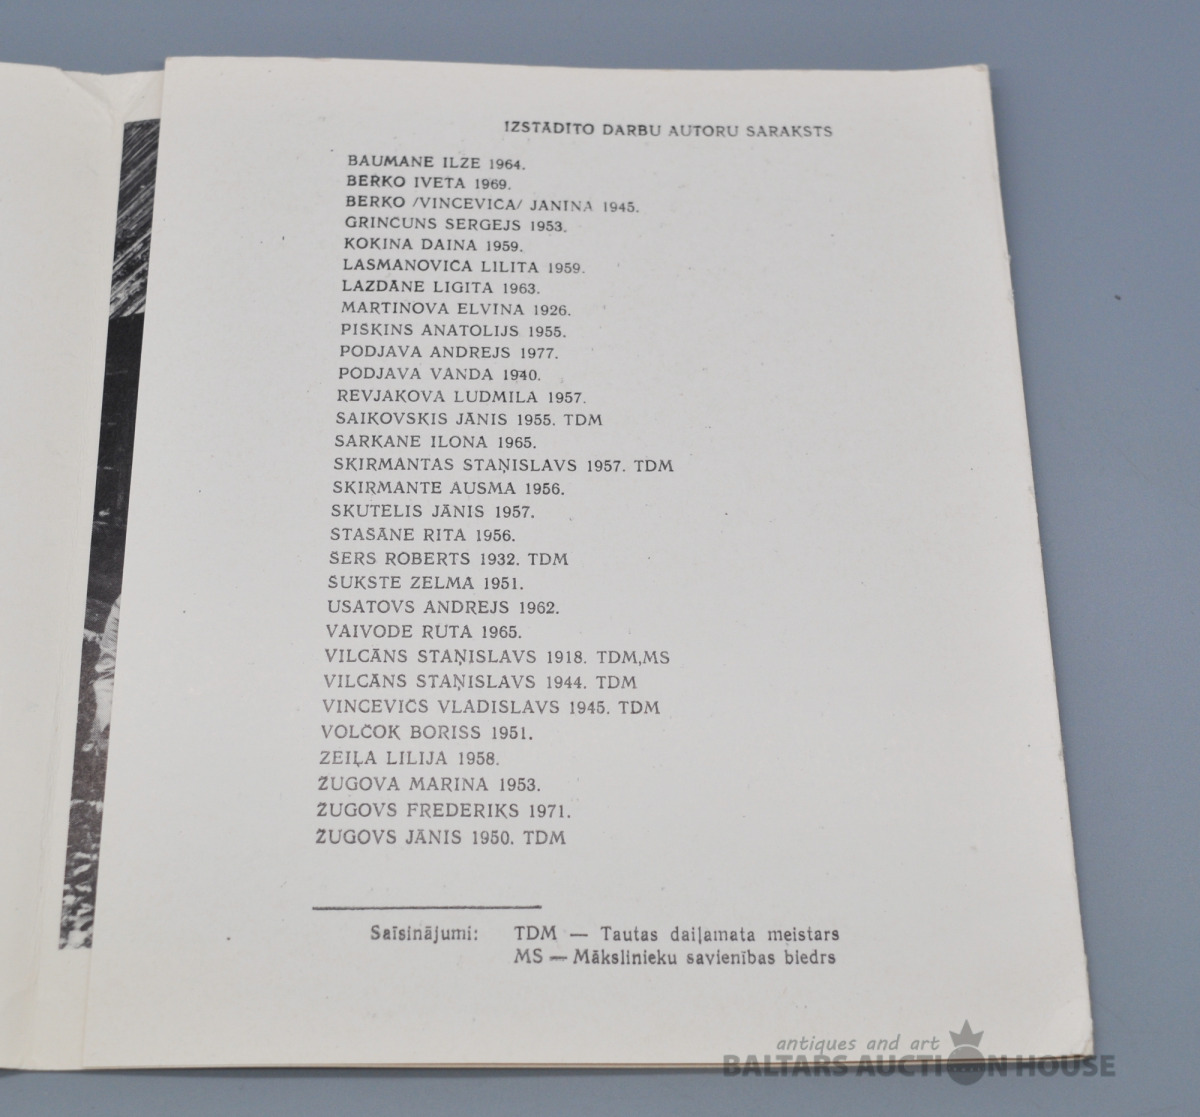 IZSTĀDĪTO DARBU AUTORU SARAKSTS
BAUMANE ILZE 1964.
BERKO IVETA 1969.
BERKO /VINCEVIČA/ JANĪNA 1945.
GRINCUNS SERGEJS 1953.
KOKINA DAINA 1959.
LASMANOVIČA LILITA 1959.
LAZDĀNE LIGITA 1963.
MARTINOVA ELVINA 1926.
PISKINS ANATOLIJS 1955.
PODJAVA ANDREJS 1977.
PODJAVA VANDA 1940.
REVJAKOVA LUDMILA 1957.
SAIKOVSKIS JĀNIS 1955. TDM
SARKANE ILONA 1965.
SKIRMANTAS STAŅISLAVS 1957. TDM
SKIRMANTE AUSMA 1956.
SKUTELIS JĀNIS 1957.
STAŠĀNE RITA 1956.
ŠERS ROBERTS 1932. TDM
ŠUKSTE ZELMA 1951.
USATOVS ANDREJS 1962.
VAIVODE RUTA 1965.
VILCĀNS STAŅISLAVS 1918. TDM,MS
VILCĀNS STAŅISLAVS 1944. TDM
VINCEVIČS VLADISLAVS 1945. TDM
VOLČOK BORISS 1951.
ZEIĻA LILIJA 1958.
ŽUGOVA MARINA 1953.
ŽUGOVS FREDERIKS 1971.
ŽUGOVS JĀNIS 1950. TDM
Saīsinājumi: TDM — Tautas daiļamata meistars
MS — Mākslinieku savienības biedrs
antiques and art
BALTARS AUCTION HOUSE